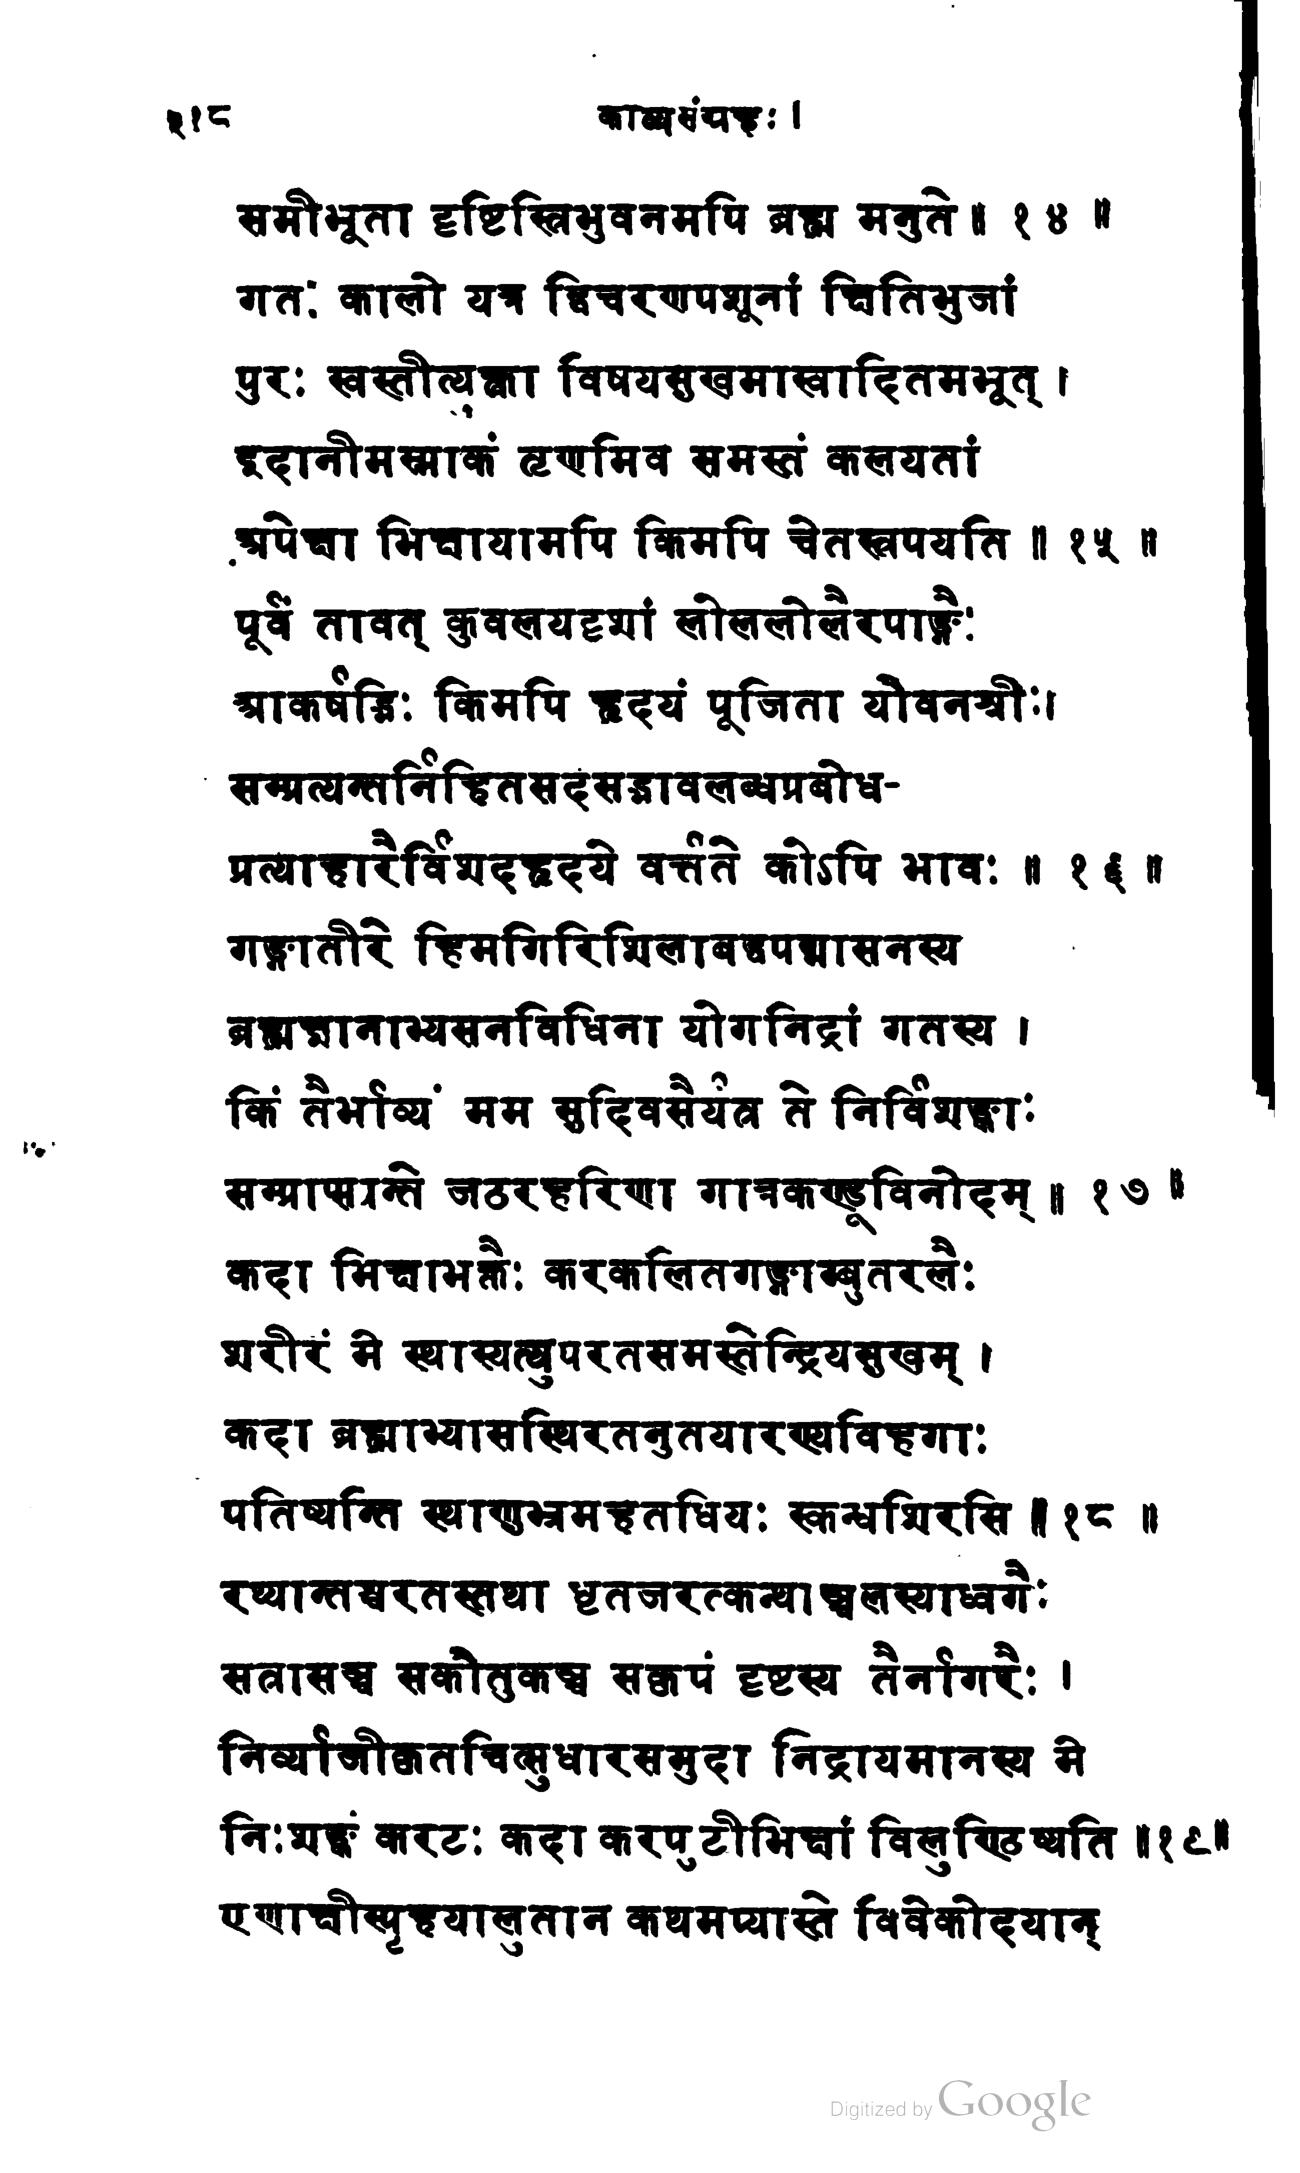 ३१८ काव्यसंग्रहः।
समीभूता दृष्टिस्त्रिभुवनमपि ब्रह्म मनुते॥ १४॥
गतः कालो यत्र द्विचरणपशूनां क्षितिभुजां
पुरः स्वस्तीत्युक्त्वा विषयसुखमास्वादितमभूत्।
इदानीमस्माकं तृणमिव समस्तं कलयतां
अपेक्षा भिक्षायामपि किमपि चेतस्त्रपयति॥ १५॥
पूर्वं तावत् कुवलयदृशां लोललोलैरपाङ्गैः
आकर्षद्भिः किमपि हृदयं पूजिता यौवनश्रीः।
सम्प्रत्यन्तर्निहितसदसद्भावलब्धप्रबोध-
प्रत्याहारैर्विशदहृदये वर्त्तते कोऽपि भावः॥ १६॥
गङ्गातीरे हिमगिरिशिलाबद्धपद्मासनस्य
ब्रह्मज्ञानाभ्यसनविधिना योगनिद्रां गतस्य।
किं तैर्भाव्यं मम सुदिवसैर्यत्र ते निर्विशङ्काः
सम्प्राप्स्यन्ते जठरहरिणा गात्रकण्डूविनोदम्॥ १७॥
कदा भिक्षाभक्तैः करकलितगङ्गाम्बुतरलैः
शरीरं मे स्थास्यत्युपरतसमस्तेन्द्रियसुखम्।
कदा ब्रह्माभ्यासस्थिरतनुतयारण्यविहगाः
पतिष्यन्ति स्थाणुभ्रमहतधियः स्कन्धशिरसि॥ १८॥
रथ्यान्तश्चरतस्तथा धृतजरत्कन्थाञ्चलस्याध्वगैः
सत्रासञ्च सकौतुकञ्च सकृपं दृष्टस्य तैर्नागरैः।
निर्व्याजीकृतचित्सुधारसमुदा निद्रायमानस्य मे
निःशङ्कं करटः कदा करपुटीभिक्षां विलुण्ठिष्यति॥ १९॥
एणाक्षीस्पृहयालुता न कथमप्यास्ते विवेकोदयान्
Digitized by Google